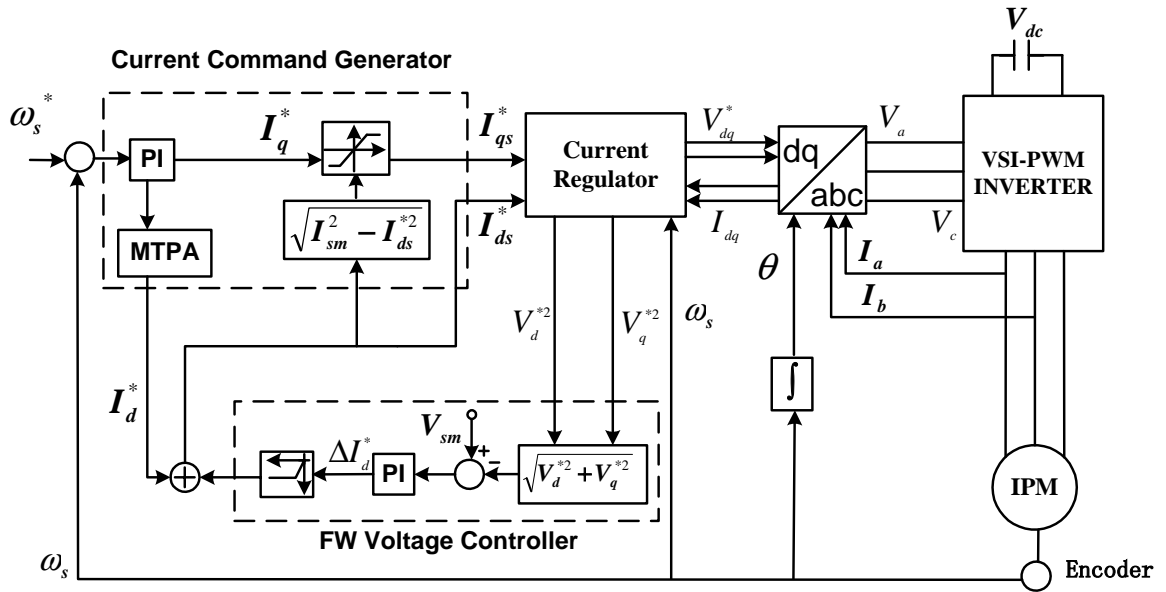 V_dc
Current Command Generator
ω_s^*
PI
I_q^*
I_qs^*
MTPA
√(I_sm^2 − I_ds^{*2})
I_ds^*
Current
Regulator
V_dq^*
I_dq
dq
abc
V_a
V_c
VSI-PWM
INVERTER
I_a
I_b
θ
∫
V_d^{*2}
V_q^{*2}
ω_s
I_d^*
+
ΔI_d^*
PI
V_sm
+
−
√(V_d^{*2} + V_q^{*2})
FW Voltage Controller
IPM
ω_s
Encoder